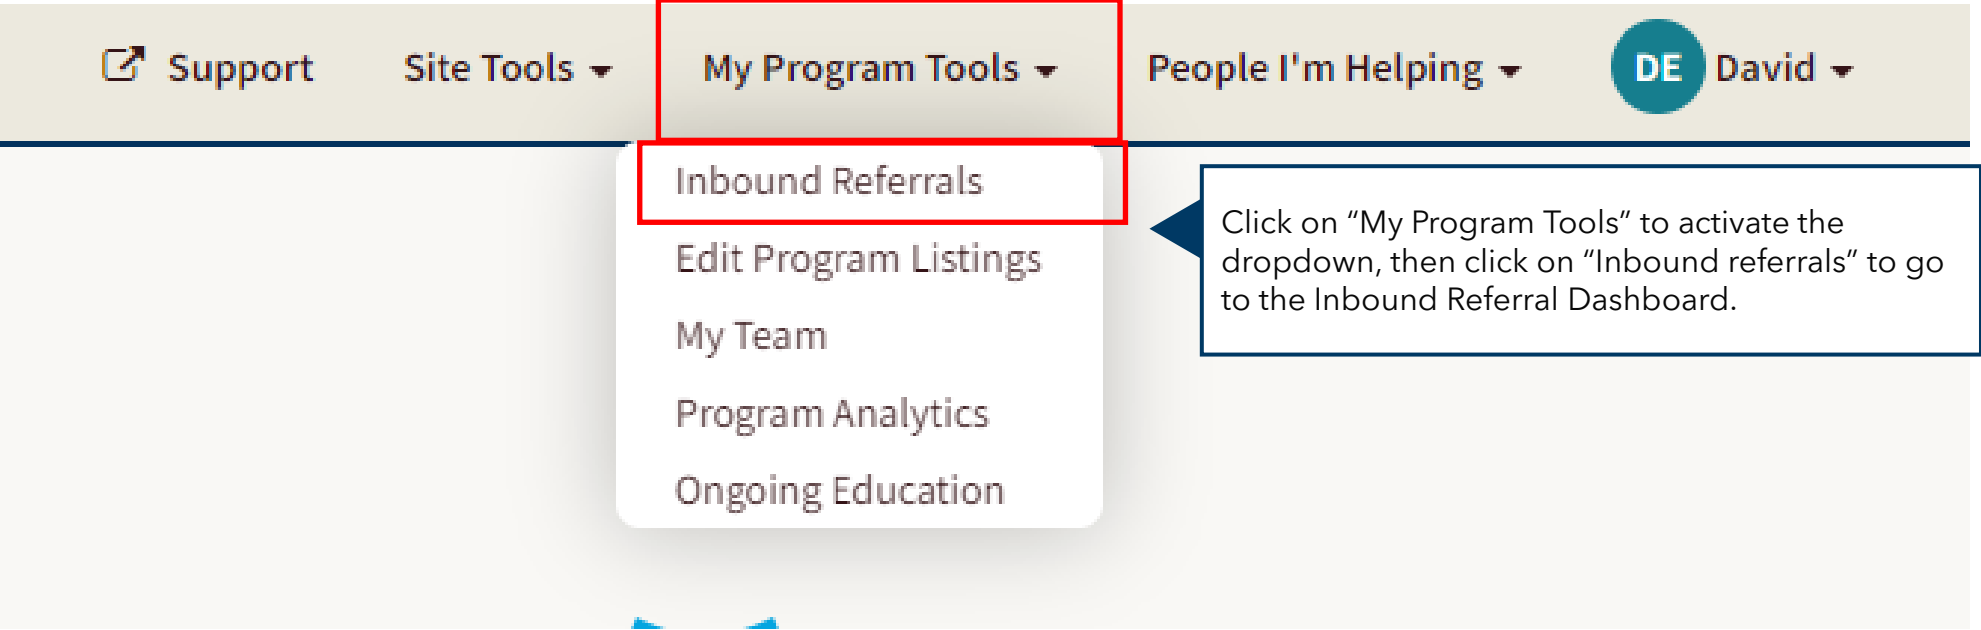 Support Site Tools My Program Tools People I'm Helping DE David
Inbound Referrals
Edit Program Listings
My Team
Program Analytics
Ongoing Education
Click on “My Program Tools” to activate the
dropdown, then click on “Inbound referrals” to go
to the Inbound Referral Dashboard.